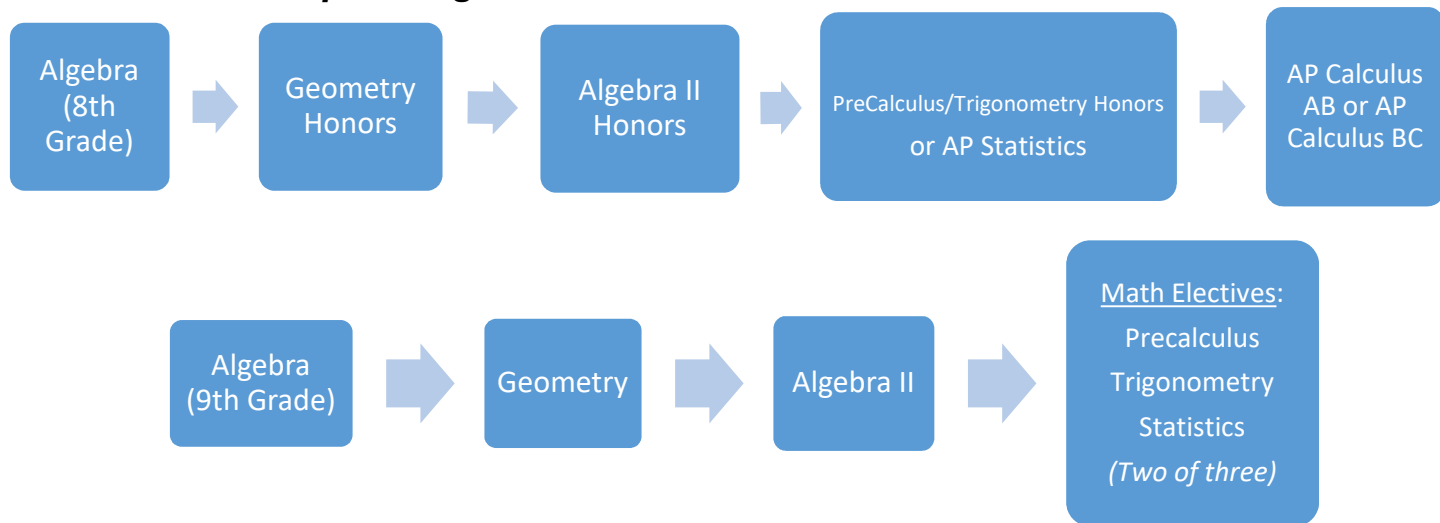 Algebra
(8th
Grade)
Geometry
Honors
Algebra II
Honors
PreCalculus/Trigonometry Honors
or AP Statistics
AP Calculus
AB or AP
Calculus BC
Algebra
(9th Grade)
Geometry
Algebra II
Math Electives:
Precalculus
Trigonometry
Statistics
(Two of three)